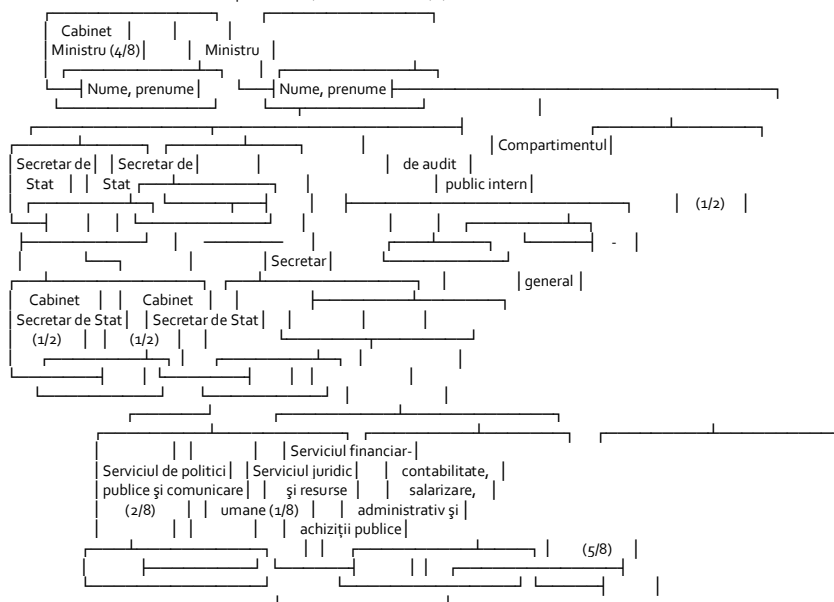 Cabinet
Ministru (4/8) Ministru
Nume, prenume Nume, prenume
Compartimentul
Secretar de Secretar de de audit
Stat Stat public intern
(1/2)
-
Secretar
general
Cabinet Cabinet
Secretar de Stat Secretar de Stat
(1/2) (1/2)
Serviciul financiar-
Serviciul de politici Serviciul juridic contabilitate,
publice şi comunicare şi resurse salarizare,
(2/8) umane (1/8) administrativ şi
achiziţii publice
(5/8)